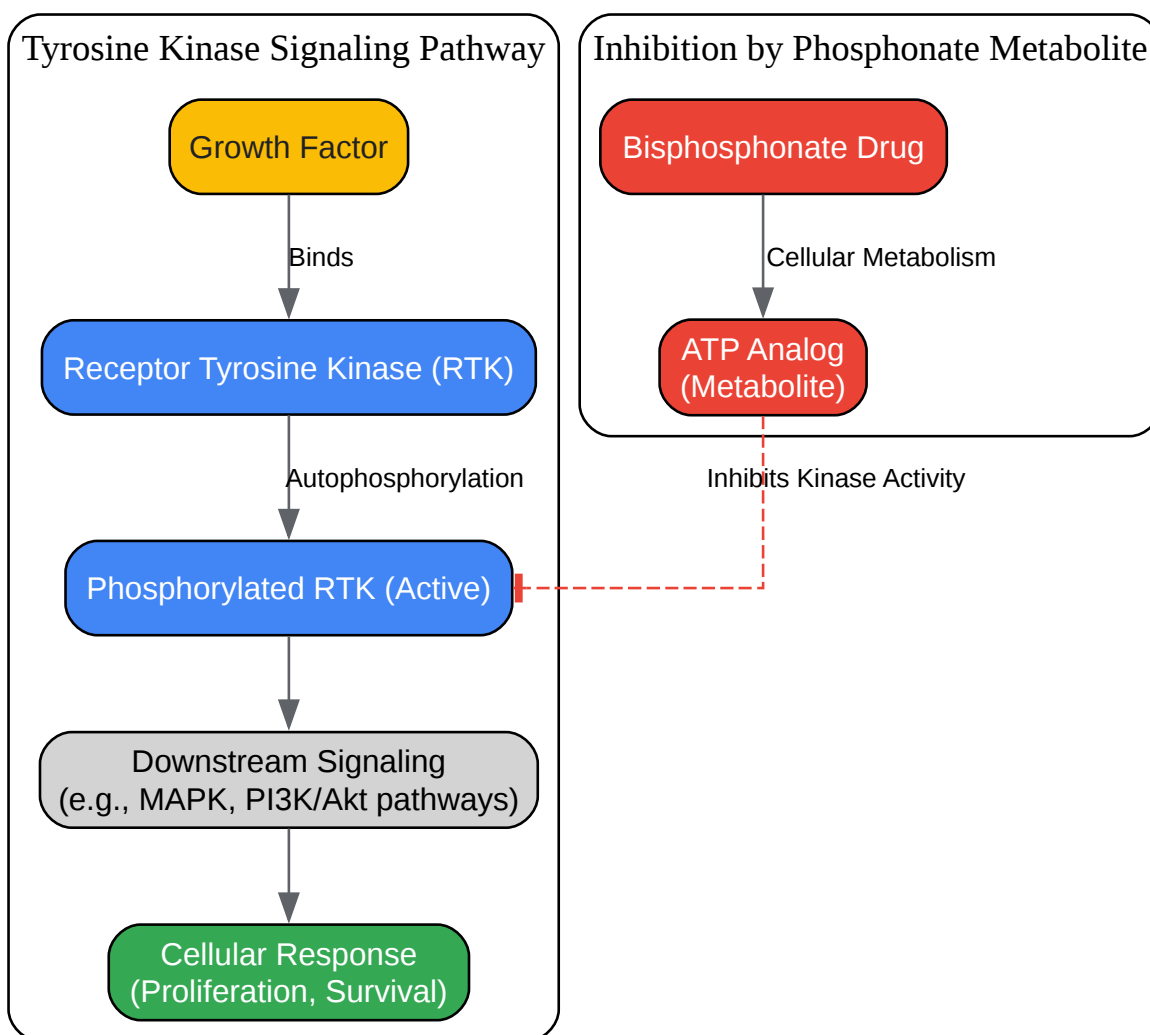 Tyrosine Kinase Signaling Pathway
Growth Factor
Binds
Receptor Tyrosine Kinase (RTK)
Autophosphorylation
Phosphorylated RTK (Active)
Downstream Signaling
(e.g., MAPK, PI3K/Akt pathways)
Cellular Response
(Proliferation, Survival)
Inhibition by Phosphonate Metabolite
Bisphosphonate Drug
Cellular Metabolism
ATP Analog
(Metabolite)
Inhibits Kinase Activity